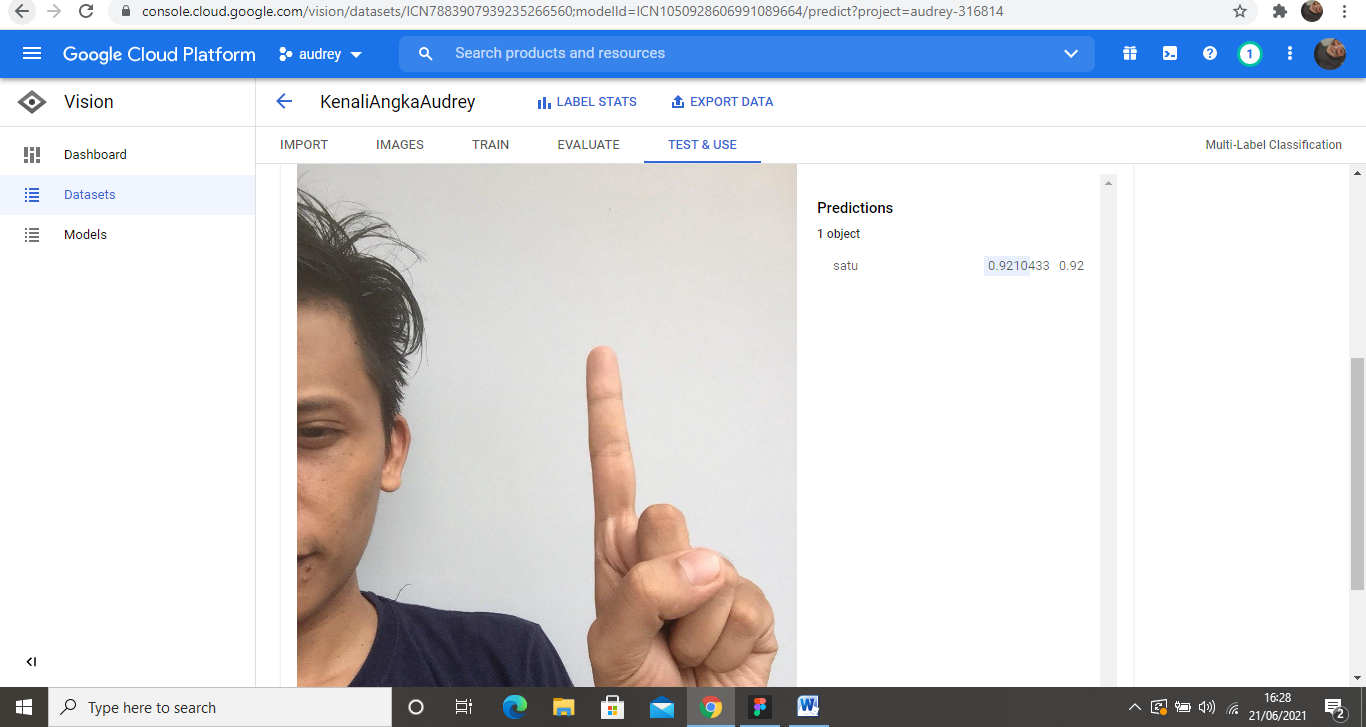 console.cloud.google.com/vision/datasets/ICN7883907939235266560;modelId=ICN1050928606991089664/predict?project=audrey-316814
Google Cloud Platform
audrey
Search products and resources
1
Vision
KenaliAngkaAudrey
LABEL STATS
EXPORT DATA
IMPORT
IMAGES
TRAIN
EVALUATE
TEST & USE
Multi-Label Classification
Dashboard
Datasets
Models
Predictions
1 object
satu 0.9210433 0.92
Type here to search
16:28
21/06/2021
2